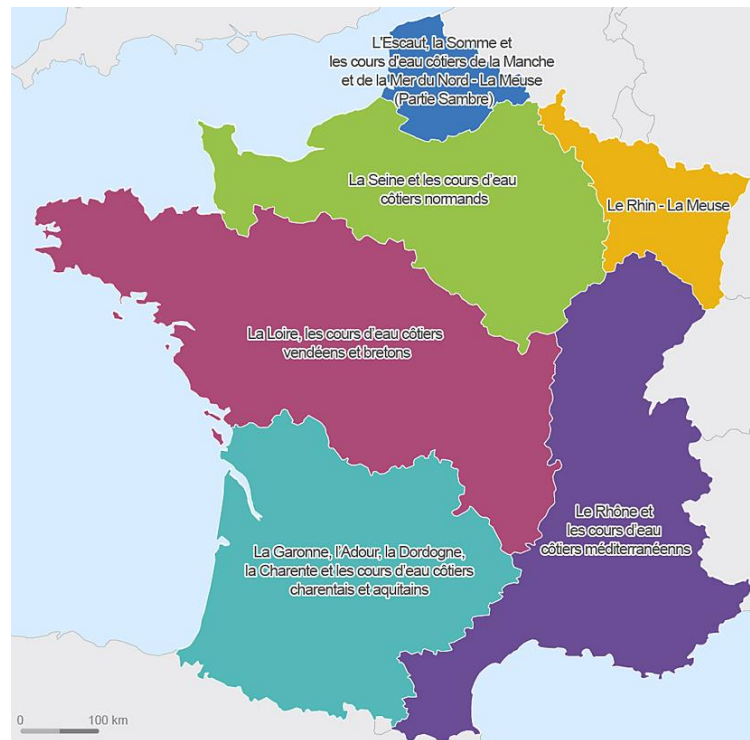 L'Escaut, la Somme et
les cours d'eau côtiers de la Manche
et de la Mer du Nord - La Meuse
(Partie Sambre)
La Seine et les cours d'eau
côtiers normands
Le Rhin - La Meuse
La Loire, les cours d'eau côtiers
vendéens et bretons
Le Rhône et
les cours d'eau
côtiers méditerranéenns
La Garonne, l'Adour, la Dordogne,
la Charente et les cours d'eau côtiers
charentais et aquitains
0 100 km